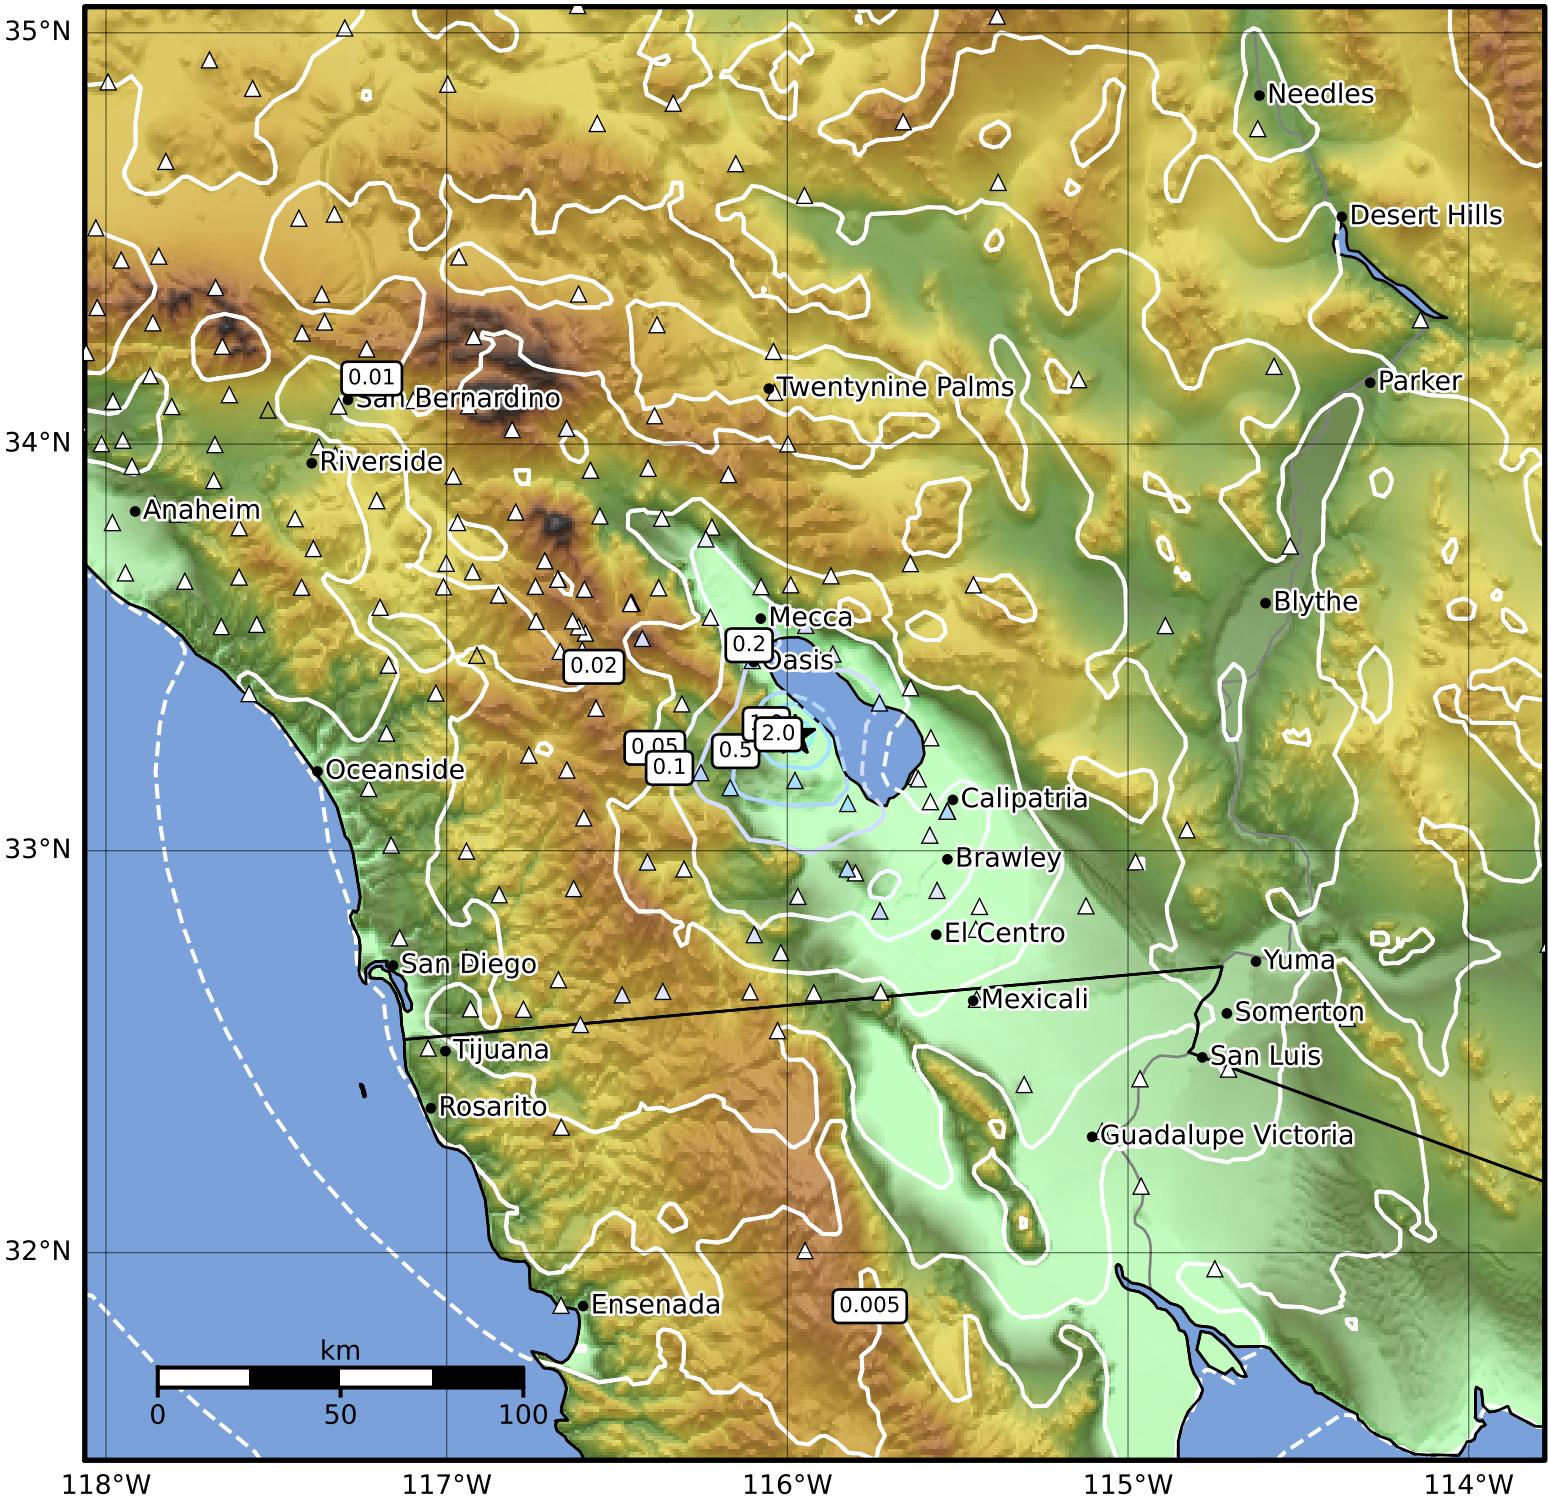 35°N
Needles
Desert Hills
0.01
San Bernardino
Twentynine Palms
Parker
34°N
Riverside
Anaheim
Blythe
Mecca
0.2
Oasis
0.02
2.0
0.05
0.5
0.1
Oceanside
Calipatria
33°N
Brawley
El Centro
San Diego
Yuma
Mexicali
Somerton
Tijuana
San Luis
Rosarito
Guadalupe Victoria
32°N
Ensenada
0.005
km
0 50 100
118°W 117°W 116°W 115°W 114°W